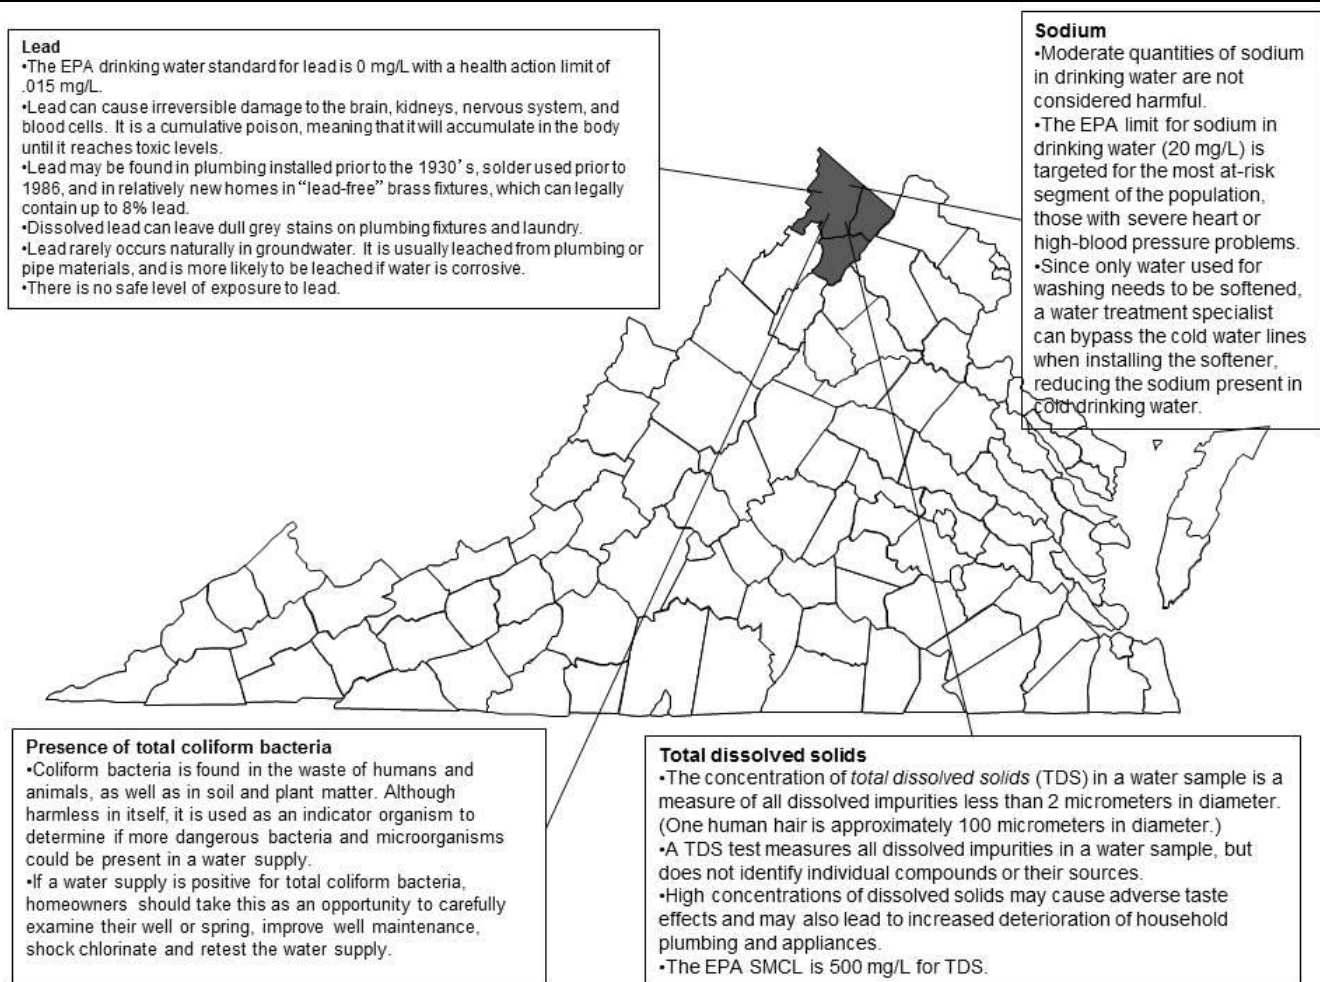 Lead
•The EPA drinking water standard for lead is 0 mg/L with a health action limit of
.015 mg/L.
•Lead can cause irreversible damage to the brain, kidneys, nervous system, and
blood cells. It is a cumulative poison, meaning that it will accumulate in the body
until it reaches toxic levels.
•Lead may be found in plumbing installed prior to the 1930's, solder used prior to
1986, and in relatively new homes in “lead-free” brass fixtures, which can legally
contain up to 8% lead.
•Dissolved lead can leave dull grey stains on plumbing fixtures and laundry.
•Lead rarely occurs naturally in groundwater. It is usually leached from plumbing or
pipe materials, and is more likely to be leached if water is corrosive.
•There is no safe level of exposure to lead.
Sodium
•Moderate quantities of sodium
in drinking water are not
considered harmful.
•The EPA limit for sodium in
drinking water (20 mg/L) is
targeted for the most at-risk
segment of the population,
those with severe heart or
high-blood pressure problems.
•Since only water used for
washing needs to be softened,
a water treatment specialist
can bypass the cold water lines
when installing the softener,
reducing the sodium present in
cold drinking water.
Presence of total coliform bacteria
•Coliform bacteria is found in the waste of humans and
animals, as well as in soil and plant matter. Although
harmless in itself, it is used as an indicator organism to
determine if more dangerous bacteria and microorganisms
could be present in a water supply.
•If a water supply is positive for total coliform bacteria,
homeowners should take this as an opportunity to carefully
examine their well or spring, improve well maintenance,
shock chlorinate and retest the water supply.
Total dissolved solids
•The concentration of total dissolved solids (TDS) in a water sample is a
measure of all dissolved impurities less than 2 micrometers in diameter.
(One human hair is approximately 100 micrometers in diameter.)
•A TDS test measures all dissolved impurities in a water sample, but
does not identify individual compounds or their sources.
•High concentrations of dissolved solids may cause adverse taste
effects and may also lead to increased deterioration of household
plumbing and appliances.
•The EPA SMCL is 500 mg/L for TDS.